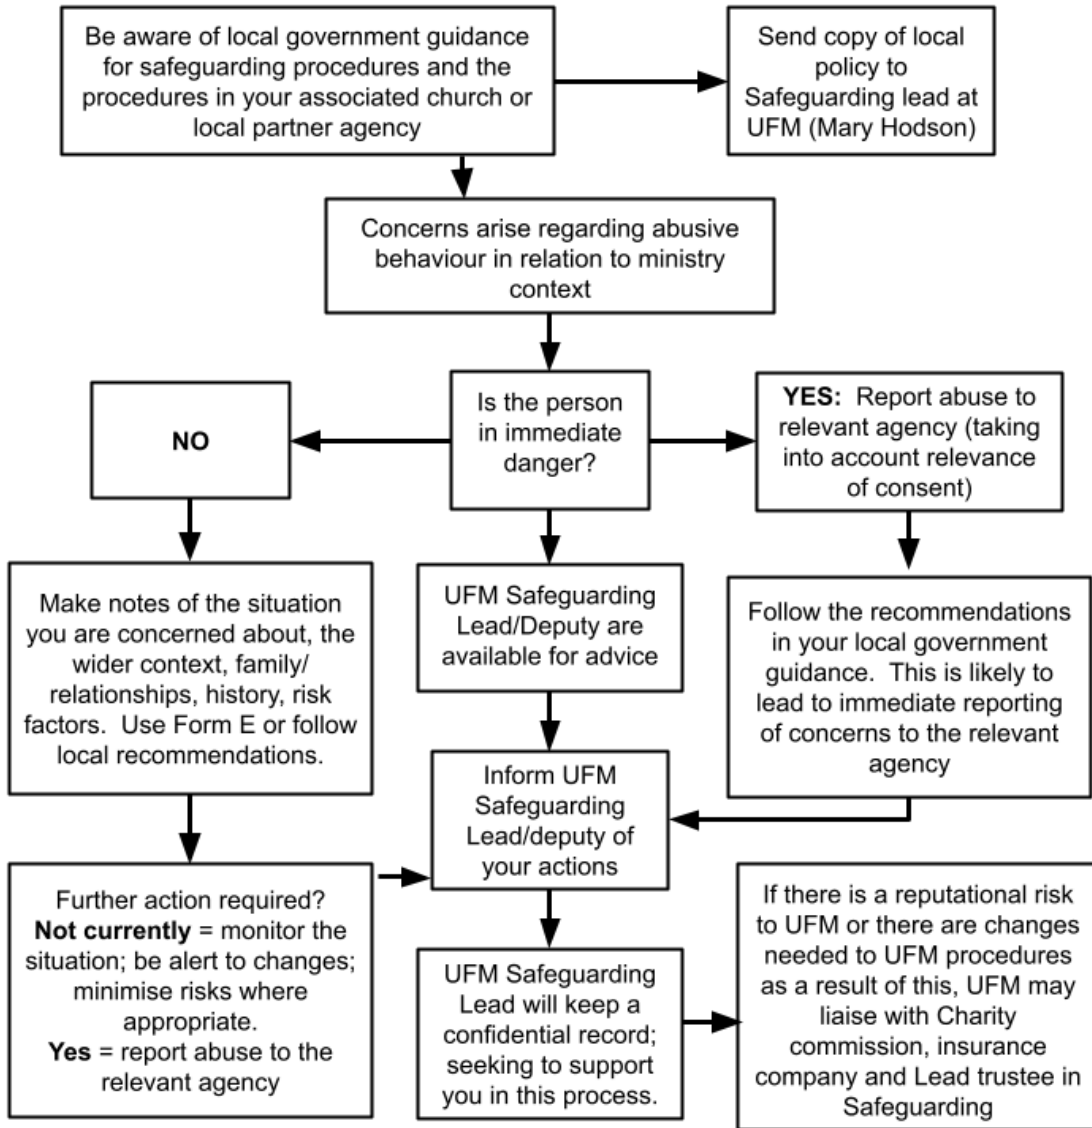 Be aware of local government guidance
for safeguarding procedures and the
procedures in your associated church or
local partner agency
Send copy of local
policy to
Safeguarding lead at
UFM (Mary Hodson)
Concerns arise regarding abusive
behaviour in relation to ministry
context
NO
Is the person
in immediate
danger?
YES: Report abuse to
relevant agency (taking
into account relevance
of consent)
Make notes of the situation
you are concerned about, the
wider context, family/
relationships, history, risk
factors. Use Form E or follow
local recommendations.
UFM Safeguarding
Lead/Deputy are
available for advice
Follow the recommendations
in your local government
guidance. This is likely to
lead to immediate reporting
of concerns to the relevant
agency
Inform UFM
Safeguarding
Lead/deputy of
your actions
Further action required?
Not currently = monitor the
situation; be alert to changes;
minimise risks where
appropriate.
Yes = report abuse to the
relevant agency
UFM Safeguarding
Lead will keep a
confidential record;
seeking to support
you in this process.
If there is a reputational risk
to UFM or there are changes
needed to UFM procedures
as a result of this, UFM may
liaise with Charity
commission, insurance
company and Lead trustee in
Safeguarding